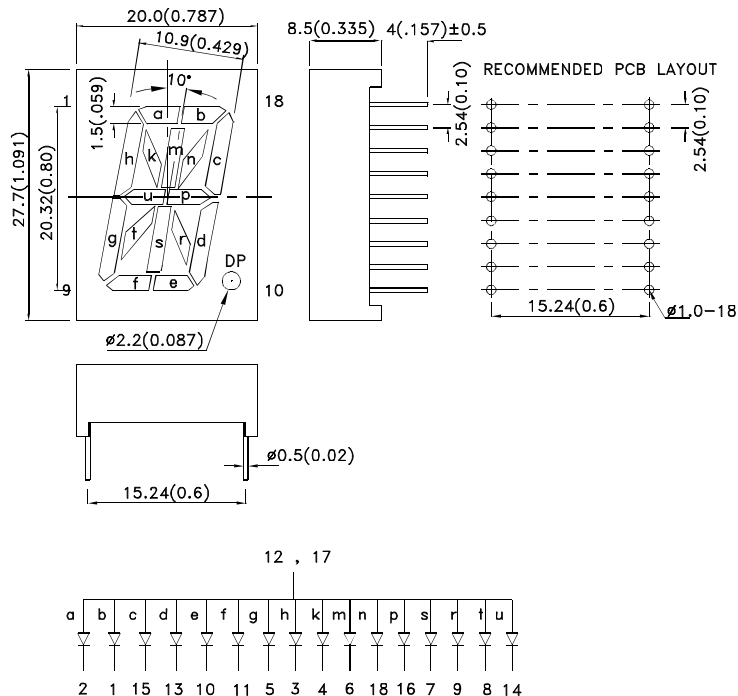 20.0(0.787)
10.9(0.429)
10°
8.5(0.335)
4(.157)±0.5
RECOMMENDED PCB LAYOUT
1
18
1.5(.059)
2.54(0.10)
2.54(0.10)
27.7(1.091)
20.32(0.80)
a b
h k m n c
u p
g t s r d
DP
f e
9
10
ø2.2(0.087)
15.24(0.6)
ø1.0-18
ø0.5(0.02)
15.24(0.6)
12 , 17
a b c d e f g h k m n p s r t u
2 1 15 13 10 11 5 3 4 6 18 16 7 9 8 14